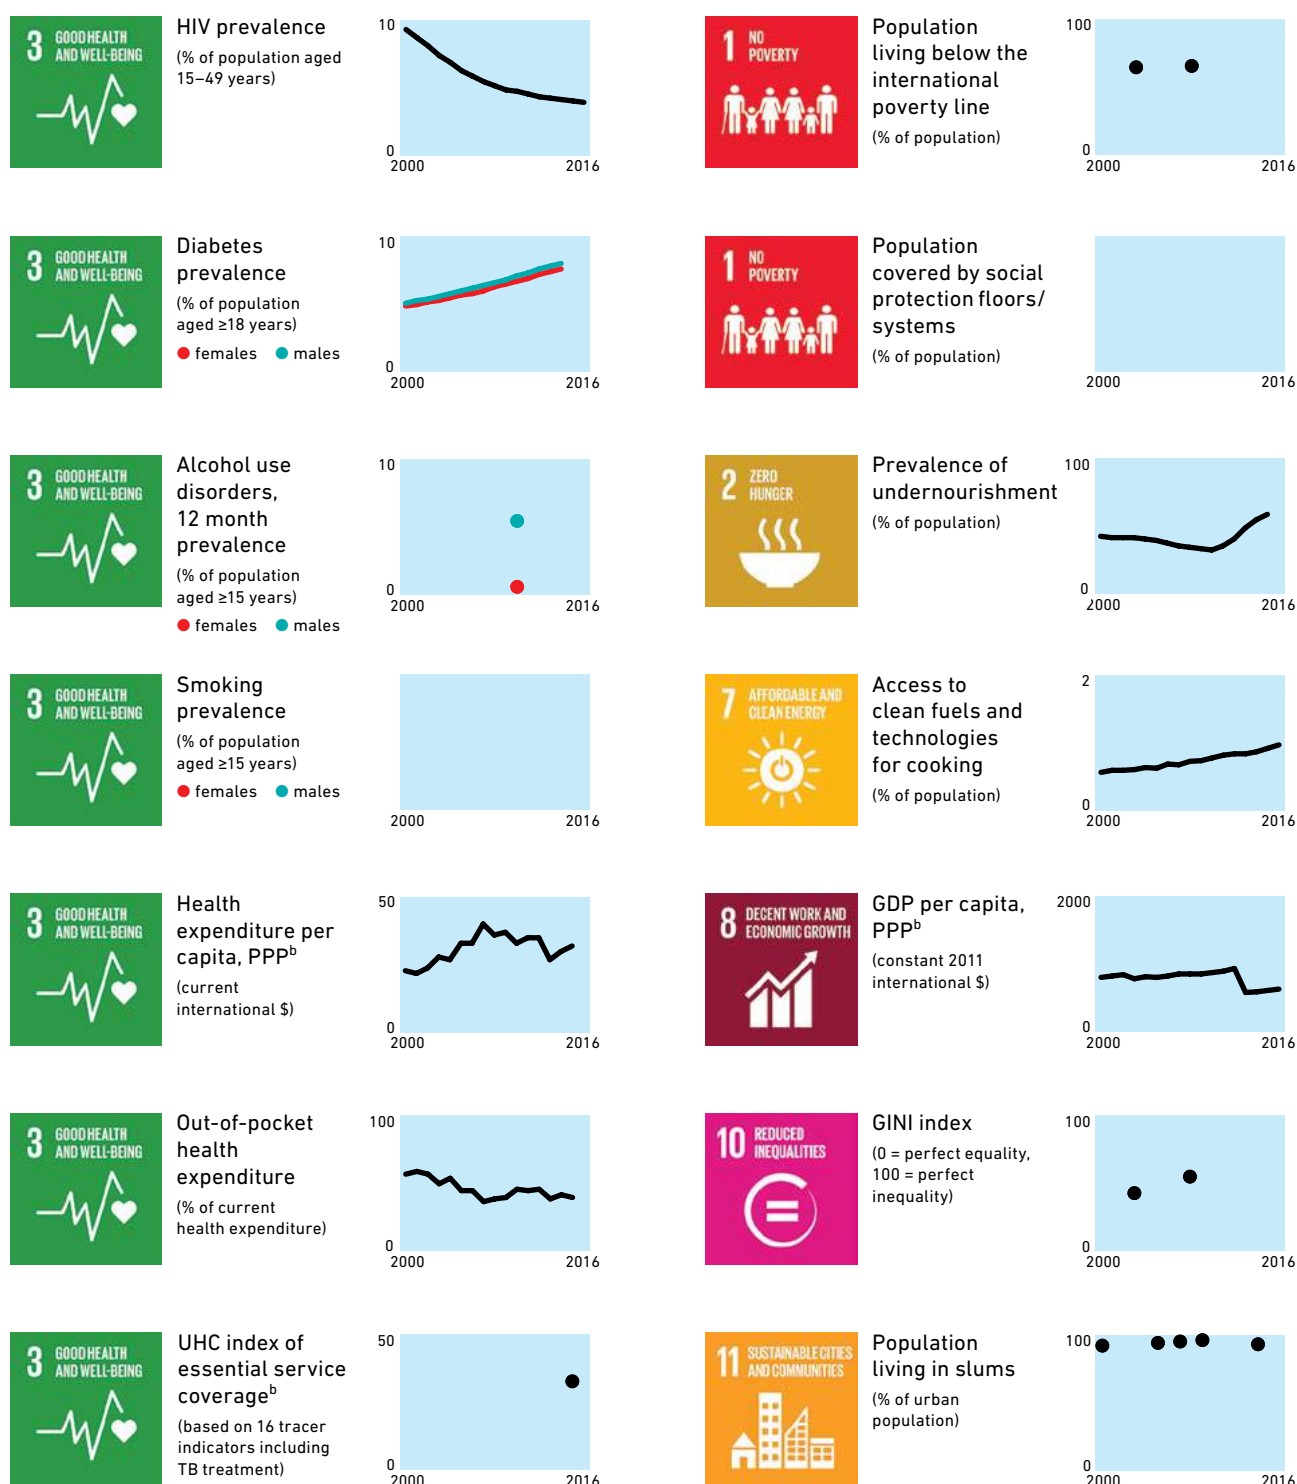 3 GOOD HEALTH
AND WELL-BEING
HIV prevalence
(% of population aged
15–49 years)
10
0
2000 2016
3 GOOD HEALTH
AND WELL-BEING
Diabetes
prevalence
(% of population
aged ≥18 years)
females males
10
0
2000 2016
3 GOOD HEALTH
AND WELL-BEING
Alcohol use
disorders,
12 month
prevalence
(% of population
aged ≥15 years)
females males
10
0
2000 2016
3 GOOD HEALTH
AND WELL-BEING
Smoking
prevalence
(% of population
aged ≥15 years)
females males
2000 2016
3 GOOD HEALTH
AND WELL-BEING
Health
expenditure per
capita, PPPb
(current
international $)
50
0
2000 2016
3 GOOD HEALTH
AND WELL-BEING
Out-of-pocket
health
expenditure
(% of current
health expenditure)
100
0
2000 2016
3 GOOD HEALTH
AND WELL-BEING
UHC index of
essential service
coverageb
(based on 16 tracer
indicators including
TB treatment)
50
0
2000 2016
1 NO
POVERTY
Population
living below the
international
poverty line
(% of population)
100
0
2000 2016
1 NO
POVERTY
Population
covered by social
protection floors/
systems
(% of population)
2000 2016
2 ZERO
HUNGER
Prevalence of
undernourishment
(% of population)
100
0
2000 2016
7 AFFORDABLE AND
CLEAN ENERGY
Access to
clean fuels and
technologies
for cooking
(% of population)
2
0
2000 2016
8 DECENT WORK AND
ECONOMIC GROWTH
GDP per capita,
PPPb
(constant 2011
international $)
2000
0
2000 2016
10 REDUCED
INEQUALITIES
GINI index
(0 = perfect equality,
100 = perfect
inequality)
100
0
2000 2016
11 SUSTAINABLE CITIES
AND COMMUNITIES
Population
living in slums
(% of urban
population)
100
0
2000 2016